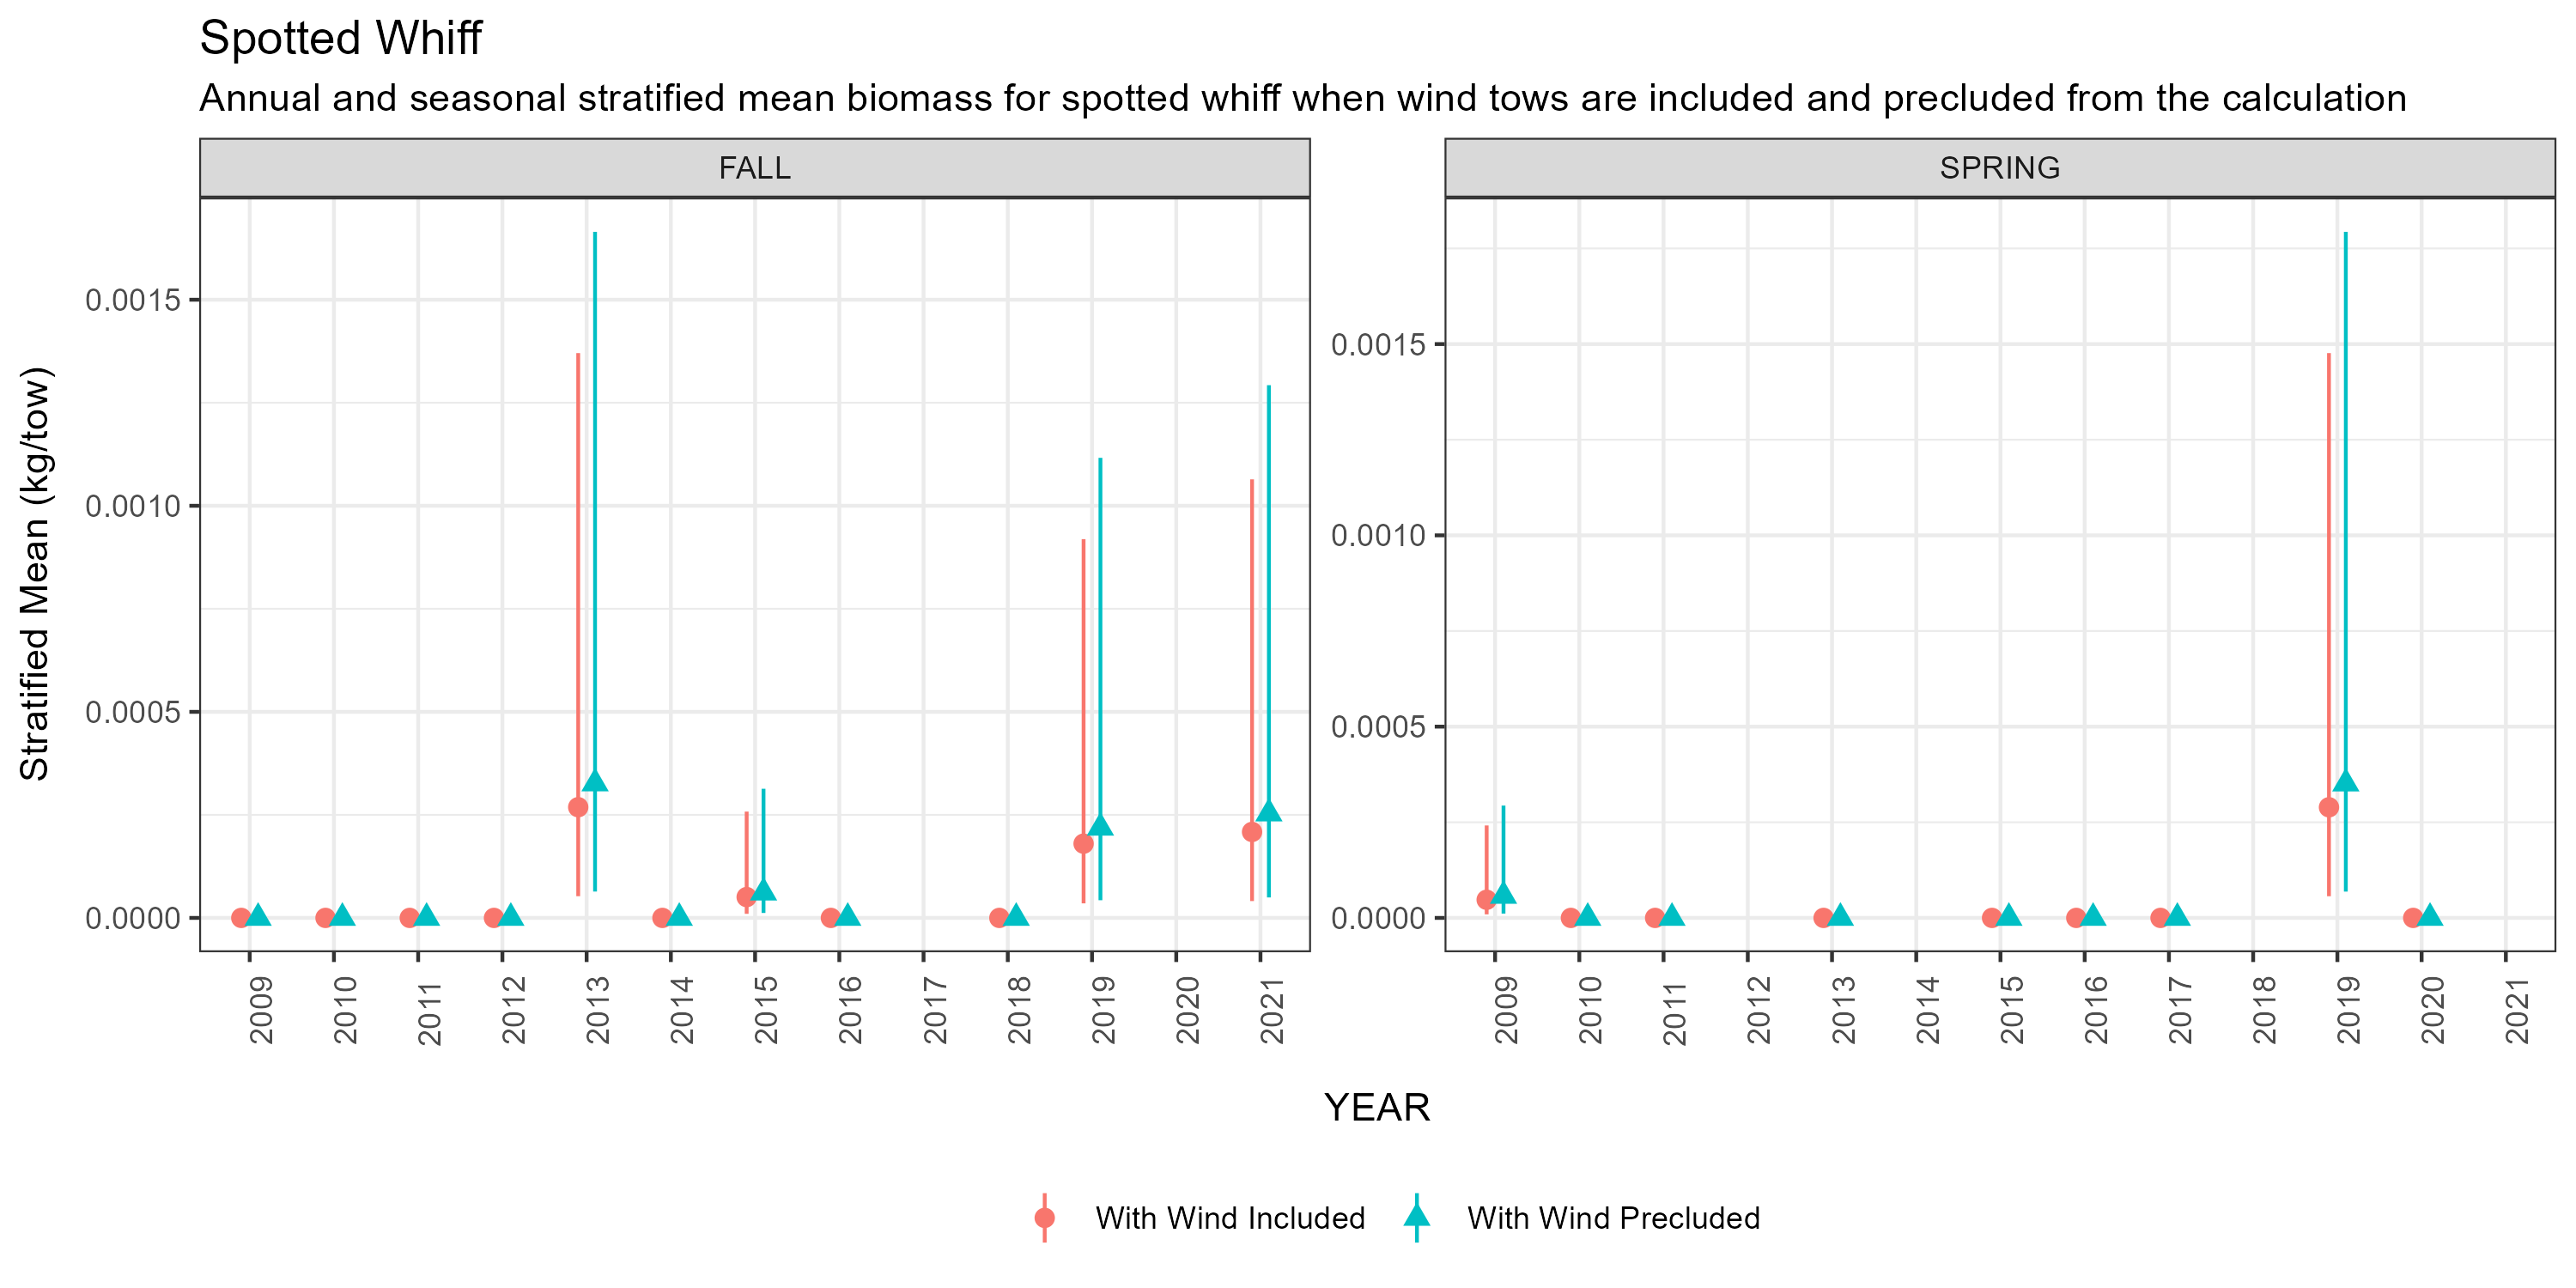 Spotted Whiff
Annual and seasonal stratified mean biomass for spotted whiff when wind tows are included and precluded from the calculation
FALL
SPRING
Stratified Mean (kg/tow)
0.0015
0.0010
0.0005
0.0000
0.0015
0.0010
0.0005
0.0000
2009 2010 2011 2012 2013 2014 2015 2016 2017 2018 2019 2020 2021
2009 2010 2011 2012 2013 2014 2015 2016 2017 2018 2019 2020 2021
YEAR
With Wind Included
With Wind Precluded